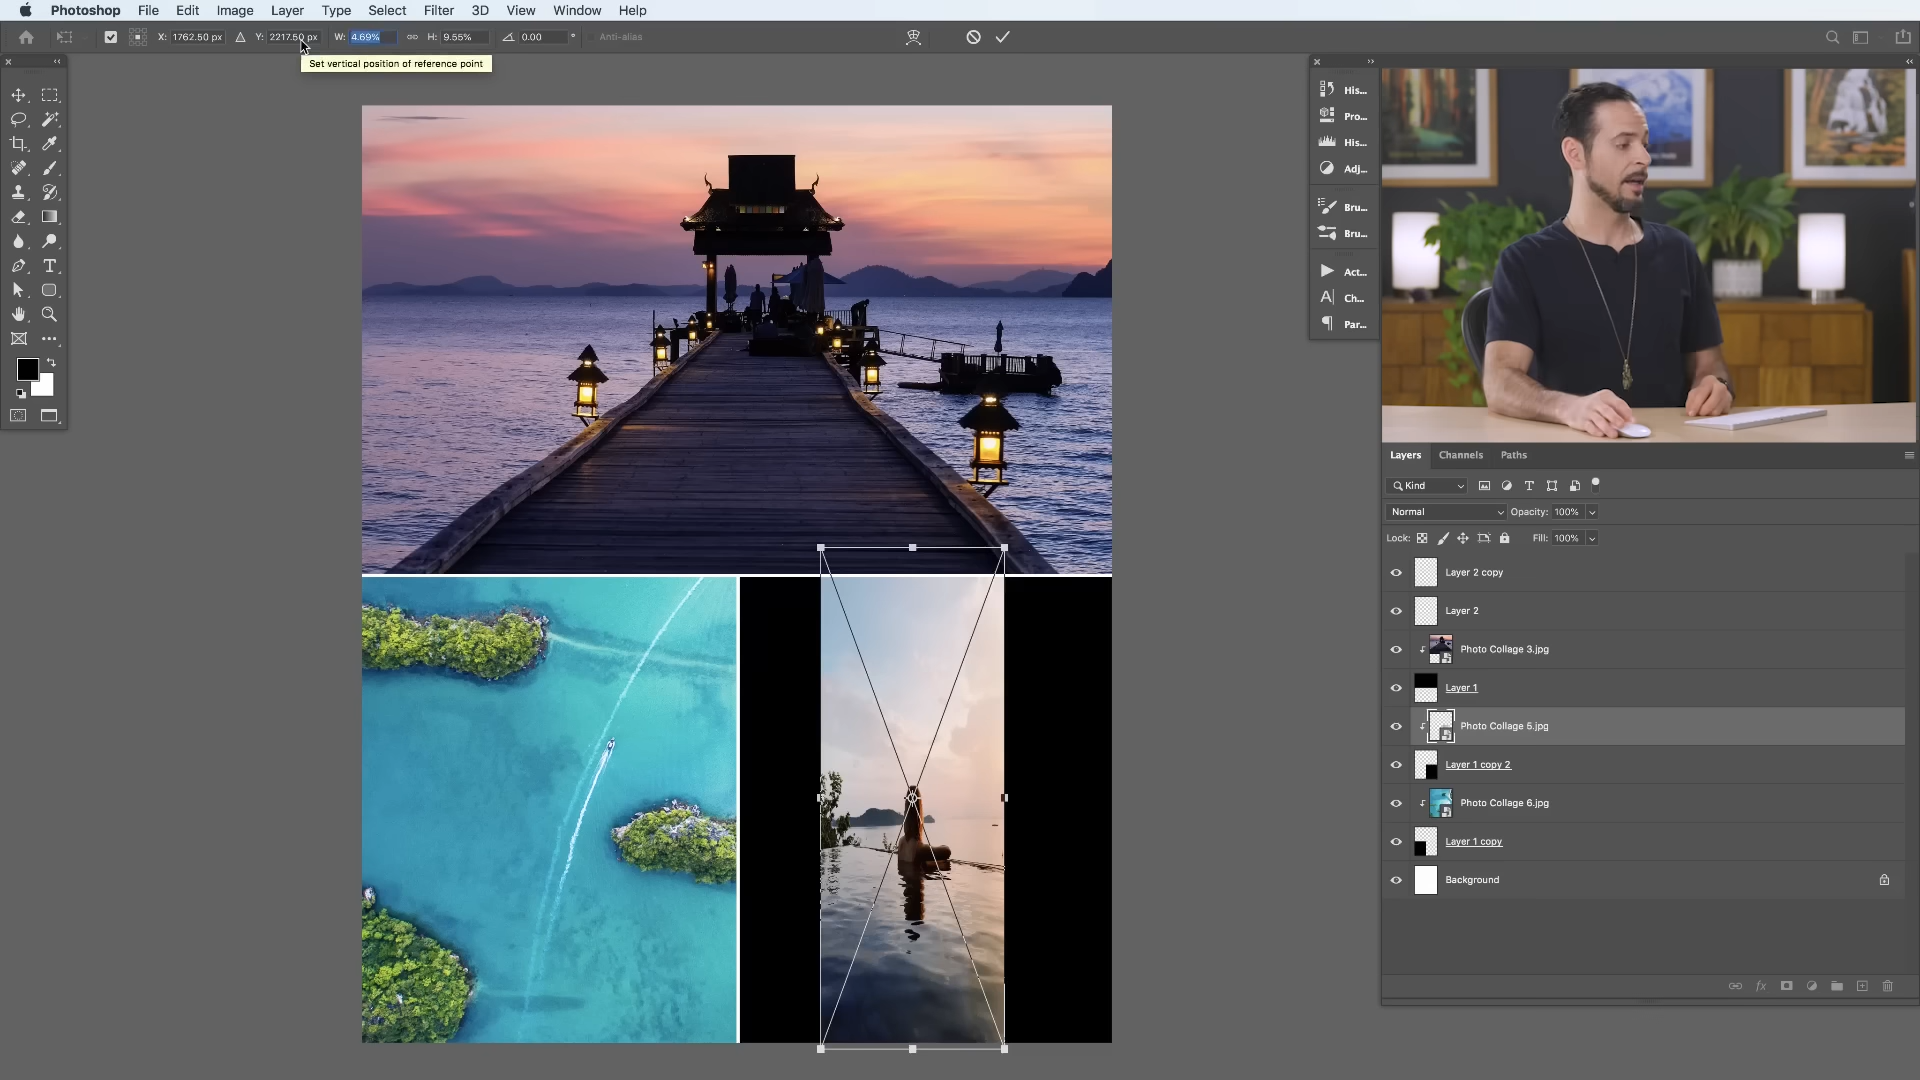 Photoshop File Edit Image Layer Type Select Filter 3D View Window Help
X: 1762.50 px Y: 2217.50 px W: 4.69% H: 9.55% 0.00 ° Anti-alias
Set vertical position of reference point
His...
Pro...
His...
Adj...
Bru...
Bru...
Act...
Ch...
Par...
Layers Channels Paths
Kind
Normal Opacity: 100%
Lock: Fill: 100%
Layer 2 copy
Layer 2
Photo Collage 3.jpg
Layer 1
Photo Collage 5.jpg
Layer 1 copy 2
Photo Collage 6.jpg
Layer 1 copy
Background